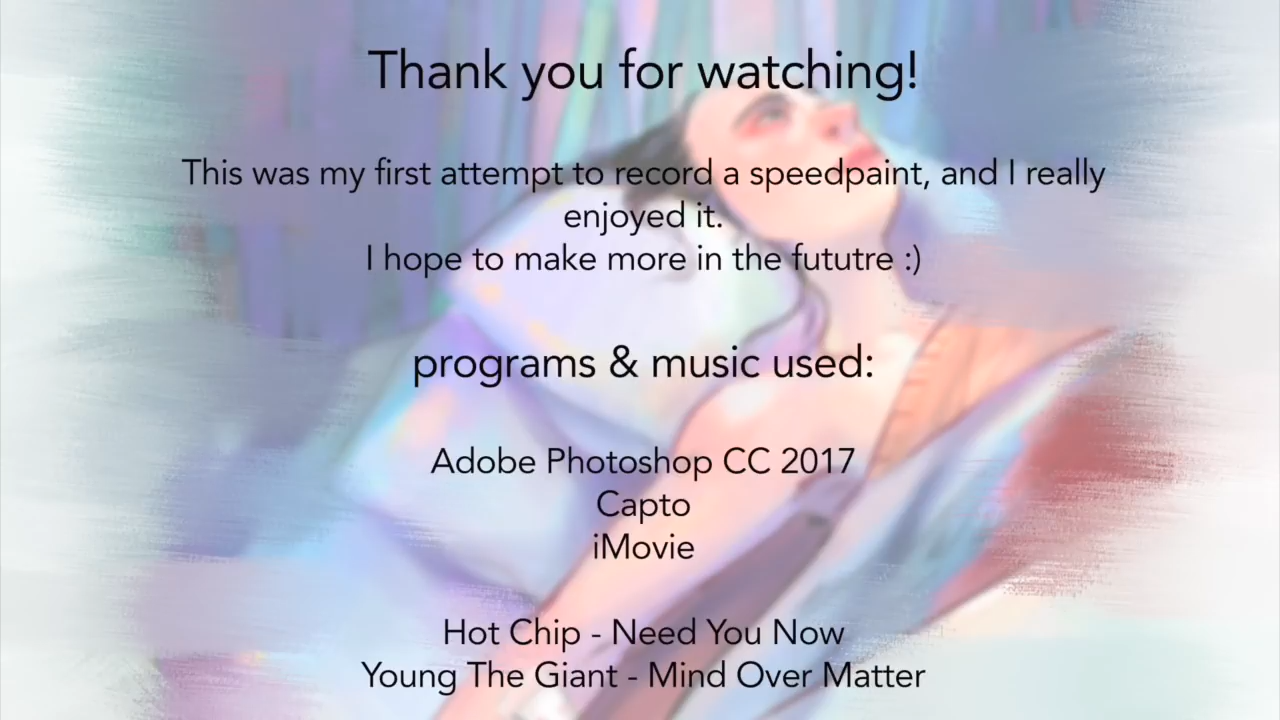 Thank you for watching!
This was my first attempt to record a speedpaint, and I really
enjoyed it.
I hope to make more in the fututre :)
programs & music used:
Adobe Photoshop CC 2017
Capto
iMovie
Hot Chip - Need You Now
Young The Giant - Mind Over Matter